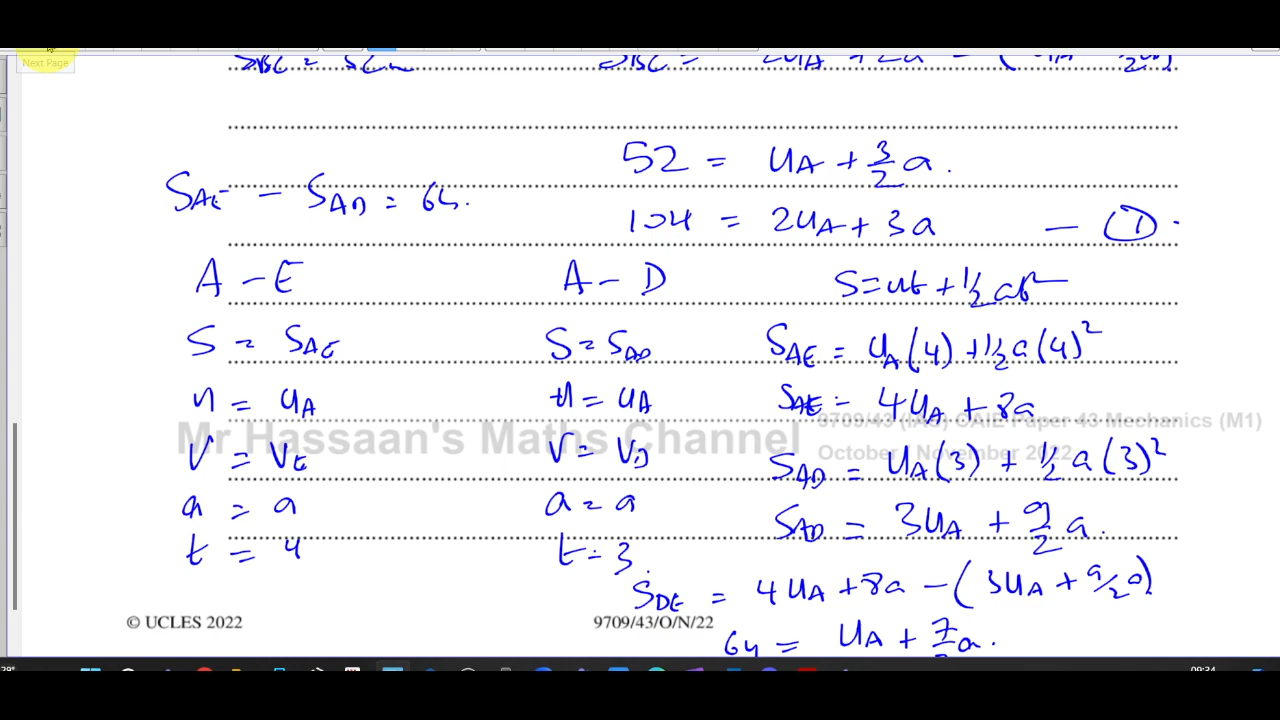 Next Page
52 = uA + 3/2 a.
SAE – SAD = 64.
104 = 2uA + 3a — ①
A – E
A – D
S = ut + ½at²
S = SAE
S = SAD
SAE = uA(4) + ½a(4)²
u = uA
u = uA
SAE = 4uA + 8a
9709/43 (IAS) CAIE Paper 43 Mechanics (M1)
Mr Hassaan's Maths Channel
October / November 2022
V = VE
V = VD
SAD = uA(3) + ½a(3)²
a = a
a = a
SAD = 3uA + 9/2 a.
t = 4
t = 3
SDE = 4uA + 8a – (3uA + 9/2 a)
© UCLES 2022
9709/43/O/N/22
64 = uA + 7/2 a.
09:34